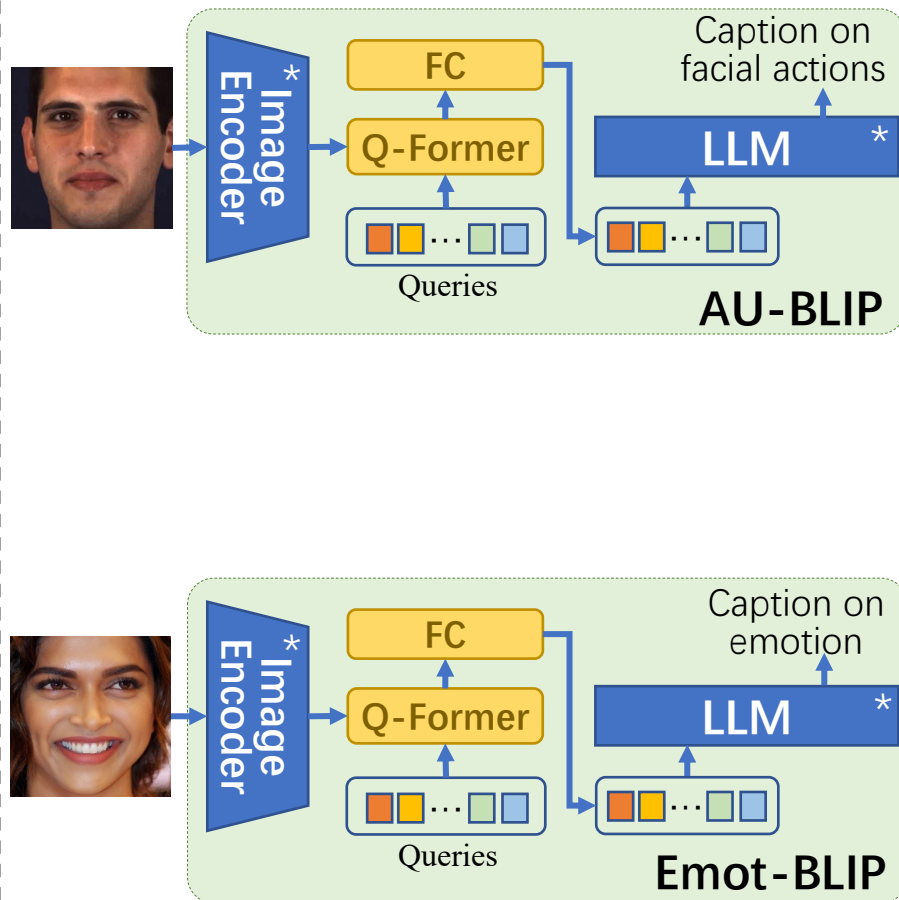 Image
Encoder
*
FC
Q-Former
...
Queries
Caption on
facial actions
LLM
*
...
AU-BLIP
Image
Encoder
*
FC
Q-Former
...
Queries
Caption on
emotion
LLM
*
...
Emot-BLIP